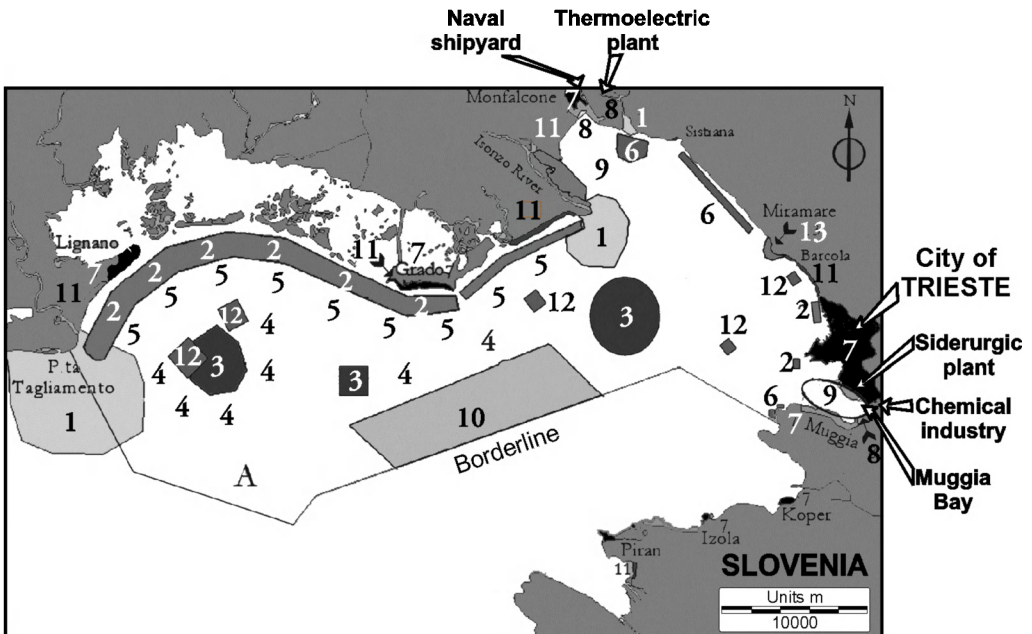 Naval
shipyard
Thermoelectric
plant
Monfalcone
7
8
8
1
11
6
Sistiana
N
Isonzo River
9
6
11
1
Miramare
13
Barcola
11
12
City of
TRIESTE
Lignano
7
11
2
2
2
2
2
2
11
7
Grado
5
5
5
5
5
5
5
5
12
3
12
2
7
Siderurgic
plant
12
4
12
3
4
4
4
4
4
3
4
4
2
9
6
7
Muggia
8
Chemical
industry
Muggia
Bay
P.ta
Tagliamento
1
10
Borderline
A
7
Koper
7
Izola
Piran
11
SLOVENIA
Units m
10000